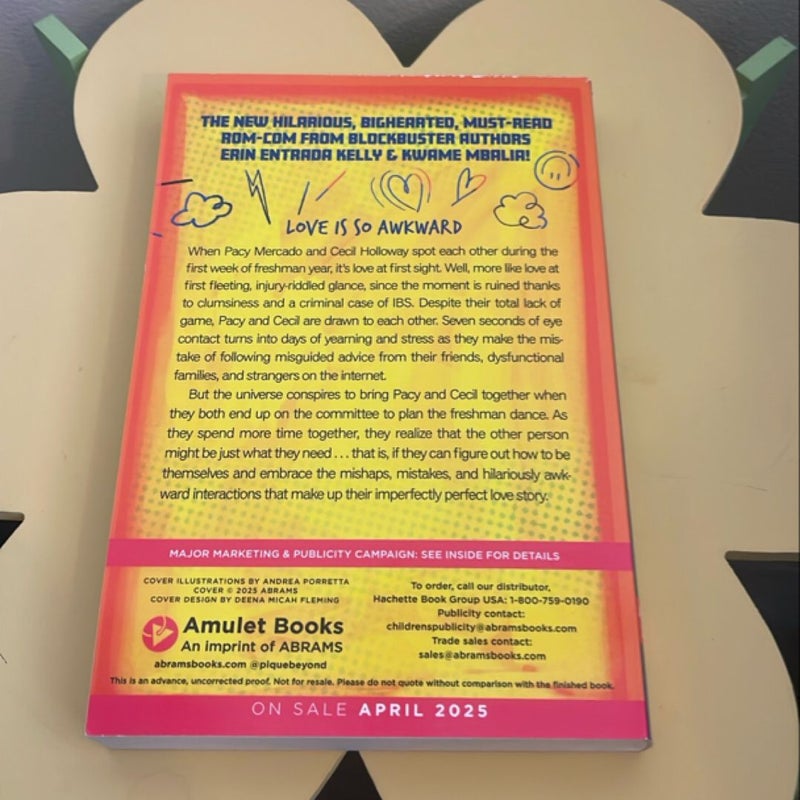 THE NEW HILARIOUS, BIGHEARTED, MUST-READ
ROM-COM FROM BLOCKBUSTER AUTHORS
ERIN ENTRADA KELLY & KWAME MBALIA!
LOVE IS SO AWKWARD
When Pacy Mercado and Cecil Holloway spot each other during the
first week of freshman year, it's love at first sight. Well, more like love at
first fleeting, injury-riddled glance, since the moment is ruined thanks
to clumsiness and a criminal case of IBS. Despite their total lack of
game, Pacy and Cecil are drawn to each other. Seven seconds of eye
contact turns into days of yearning and stress as they make the mis-
take of following misguided advice from their friends, dysfunctional
families, and strangers on the internet.
But the universe conspires to bring Pacy and Cecil together when
they both end up on the committee to plan the freshman dance. As
they spend more time together, they realize that the other person
might be just what they need . . . that is, if they can figure out how to be
themselves and embrace the mishaps, mistakes, and hilariously awk-
ward interactions that make up their imperfectly perfect love story.
MAJOR MARKETING & PUBLICITY CAMPAIGN: SEE INSIDE FOR DETAILS
COVER ILLUSTRATIONS BY ANDREA PORRETTA
COVER © 2025 ABRAMS
COVER DESIGN BY DEENA MICAH FLEMING
Amulet Books
An imprint of ABRAMS
abramsbooks.com @piquebeyond
To order, call our distributor,
Hachette Book Group USA: 1-800-759-0190
Publicity contact:
childrenspublicity@abramsbooks.com
Trade sales contact:
sales@abramsbooks.com
This is an advance, uncorrected proof. Not for resale. Please do not quote without comparison with the finished book.
ON SALE APRIL 2025